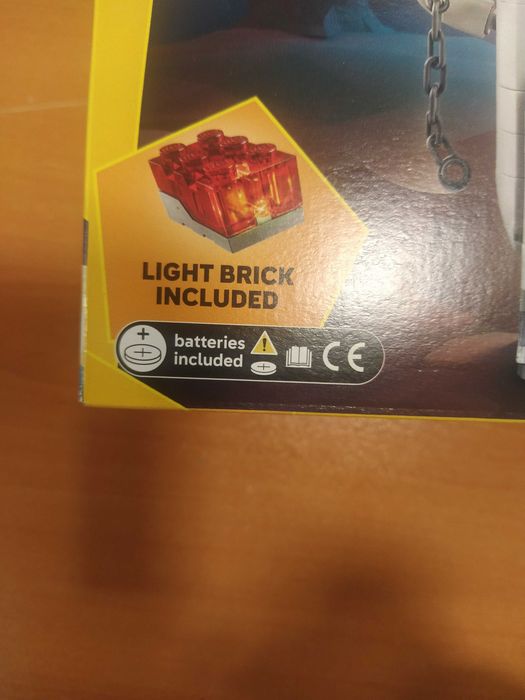 LIGHT BRICK
INCLUDED
batteries
included
CE